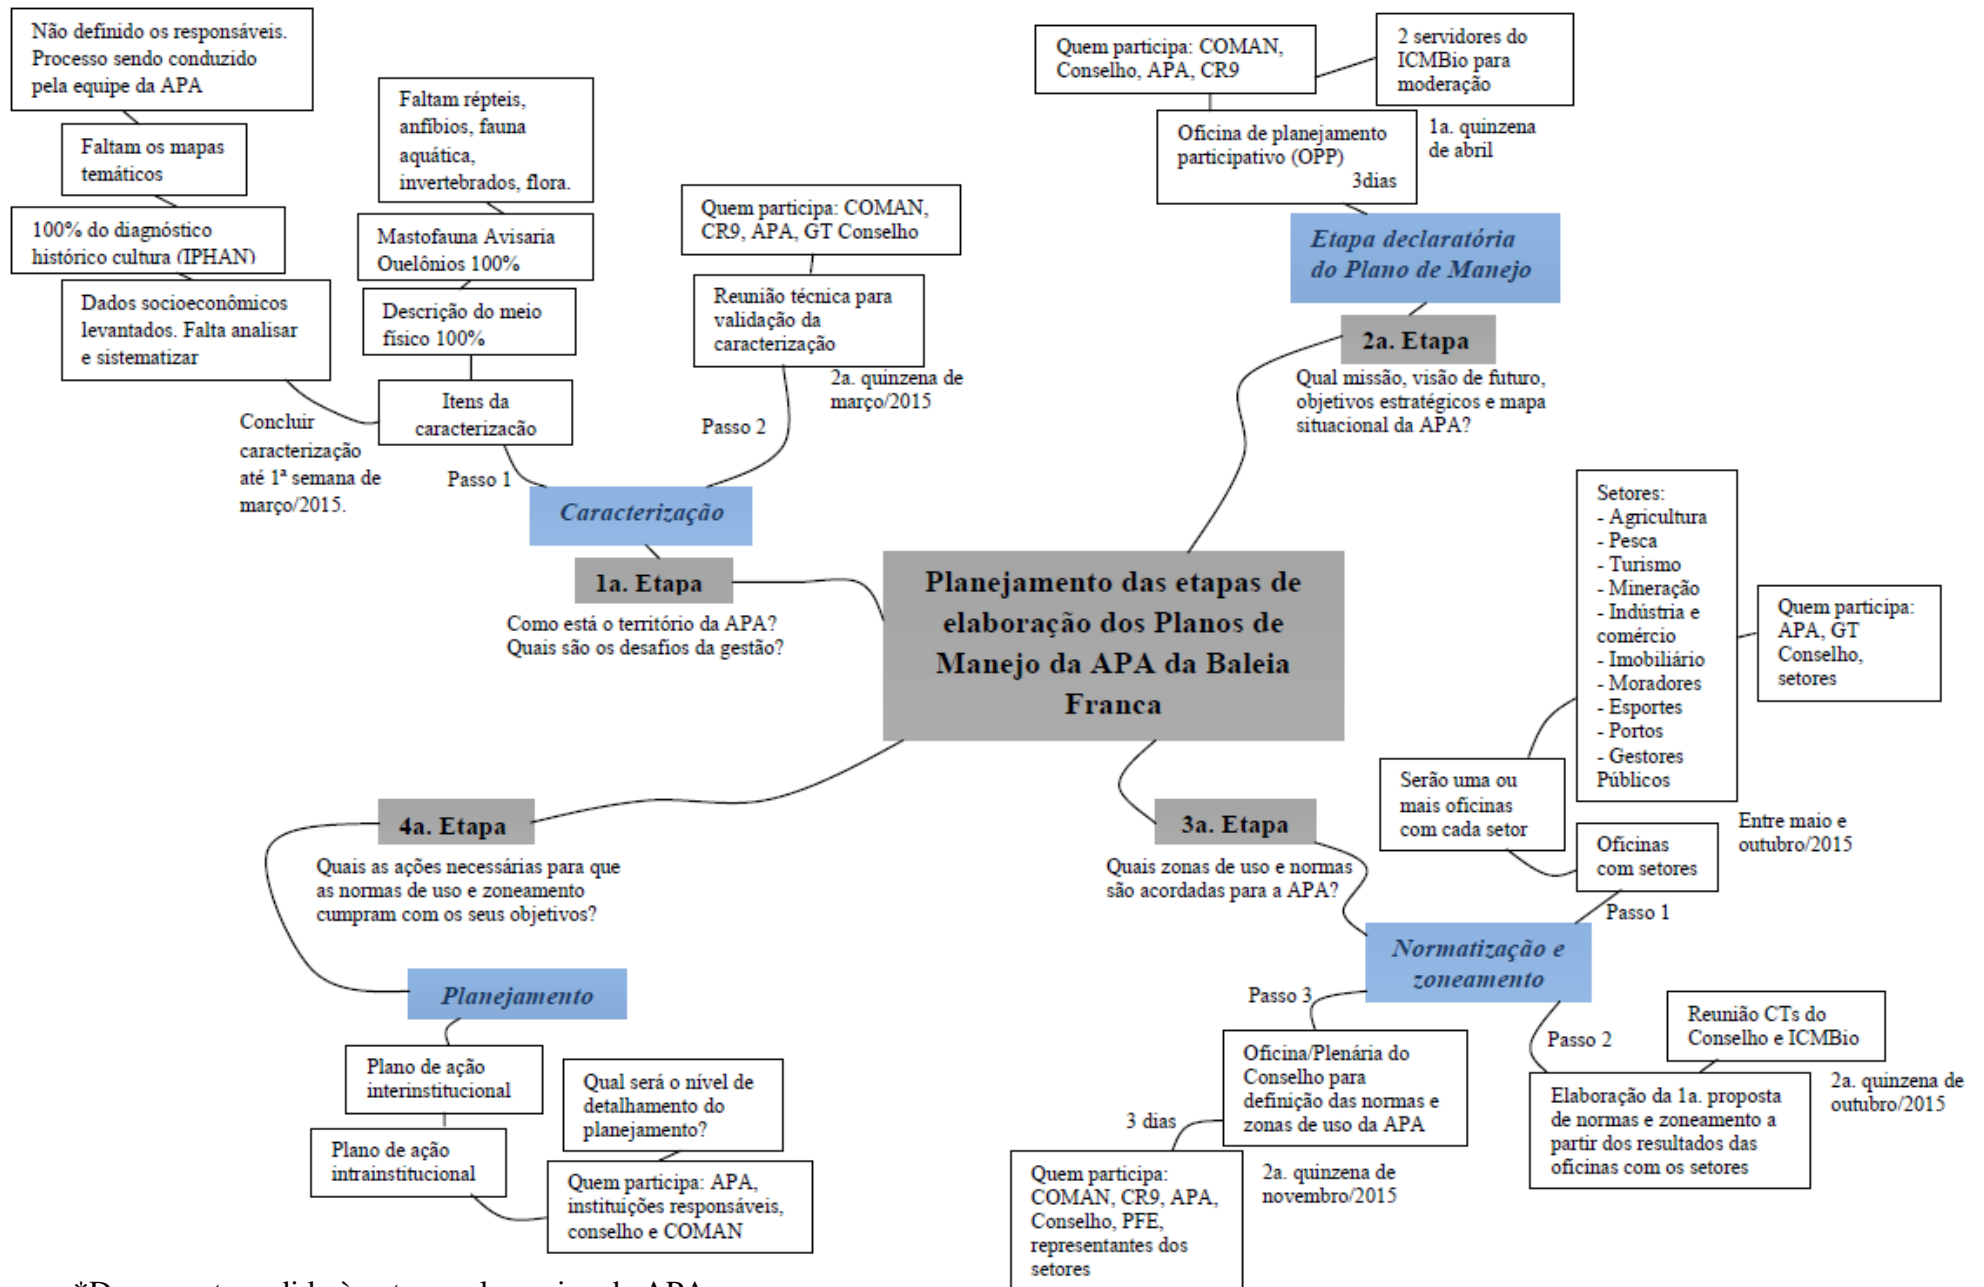 Não definido os responsáveis.
Processo sendo conduzido
pela equipe da APA
Faltam os mapas
temáticos
100% do diagnóstico
histórico cultura (IPHAN)
Dados socioeconômicos
levantados. Falta analisar
e sistematizar
Faltam répteis,
anfíbios, fauna
aquática,
invertebrados, flora.
Mastofauna Avisaria
Quelônios 100%
Descrição do meio
físico 100%
Itens da
caracterizacão
Concluir
caracterização
até 1ª semana de
março/2015.
Passo 1
Quem participa: COMAN,
CR9, APA, GT Conselho
Reunião técnica para
validação da
caracterização
2a. quinzena de
março/2015
Passo 2
Caracterização
1a. Etapa
Como está o território da APA?
Quais são os desafios da gestão?
Quem participa: COMAN,
Conselho, APA, CR9
2 servidores do
ICMBio para
moderação
Oficina de planejamento
participativo (OPP)
3dias
1a. quinzena
de abril
Etapa declaratória
do Plano de Manejo
2a. Etapa
Qual missão, visão de futuro,
objetivos estratégicos e mapa
situacional da APA?
Planejamento das etapas de
elaboração dos Planos de
Manejo da APA da Baleia
Franca
Setores:
- Agricultura
- Pesca
- Turismo
- Mineração
- Indústria e
comércio
- Imobiliário
- Moradores
- Esportes
- Portos
- Gestores
Públicos
Quem participa:
APA, GT
Conselho,
setores
Serão uma ou
mais oficinas
com cada setor
Entre maio e
outubro/2015
Oficinas
com setores
Passo 1
3a. Etapa
Quais zonas de uso e normas
são acordadas para a APA?
Normatização e
zoneamento
Passo 2
Reunião CTs do
Conselho e ICMBio
Elaboração da 1a. proposta
de normas e zoneamento a
partir dos resultados das
oficinas com os setores
2a. quinzena de
outubro/2015
Passo 3
Oficina/Plenária do
Conselho para
definição das normas e
zonas de uso da APA
3 dias
2a. quinzena de
novembro/2015
Quem participa:
COMAN, CR9, APA,
Conselho, PFE,
representantes dos
setores
4a. Etapa
Quais as ações necessárias para que
as normas de uso e zoneamento
cumpram com os seus objetivos?
Planejamento
Plano de ação
interinstitucional
Plano de ação
intrainstitucional
Qual será o nível de
detalhamento do
planejamento?
Quem participa: APA,
instituições responsáveis,
conselho e COMAN